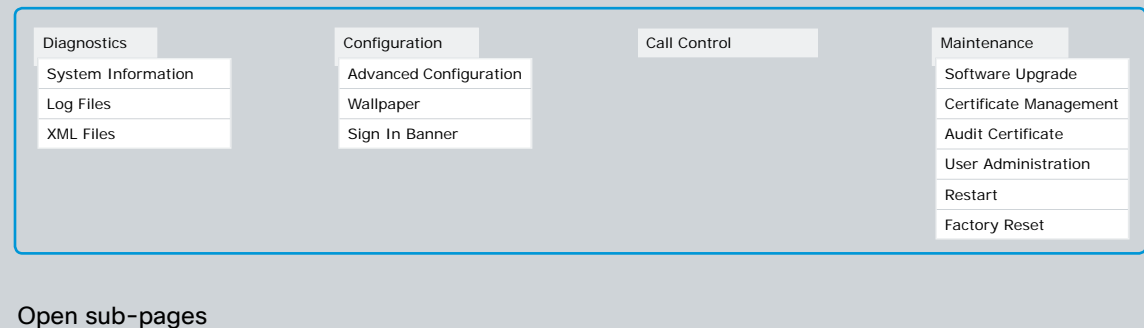 Diagnostics
System Information
Log Files
XML Files
Configuration
Advanced Configuration
Wallpaper
Sign In Banner
Call Control
Maintenance
Software Upgrade
Certificate Management
Audit Certificate
User Administration
Restart
Factory Reset
Open sub-pages